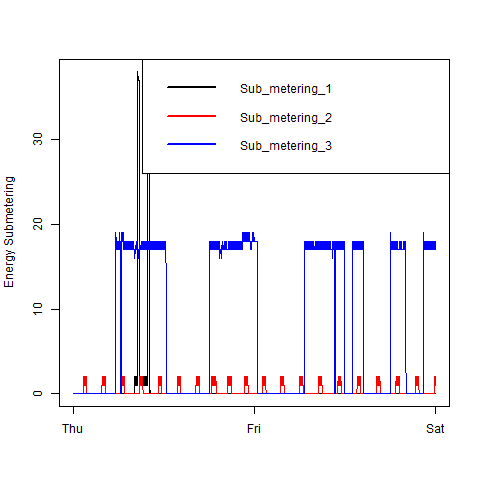 Sub_metering_1
Sub_metering_2
Sub_metering_3
Energy Submetering
30
20
10
0
Thu Fri Sat